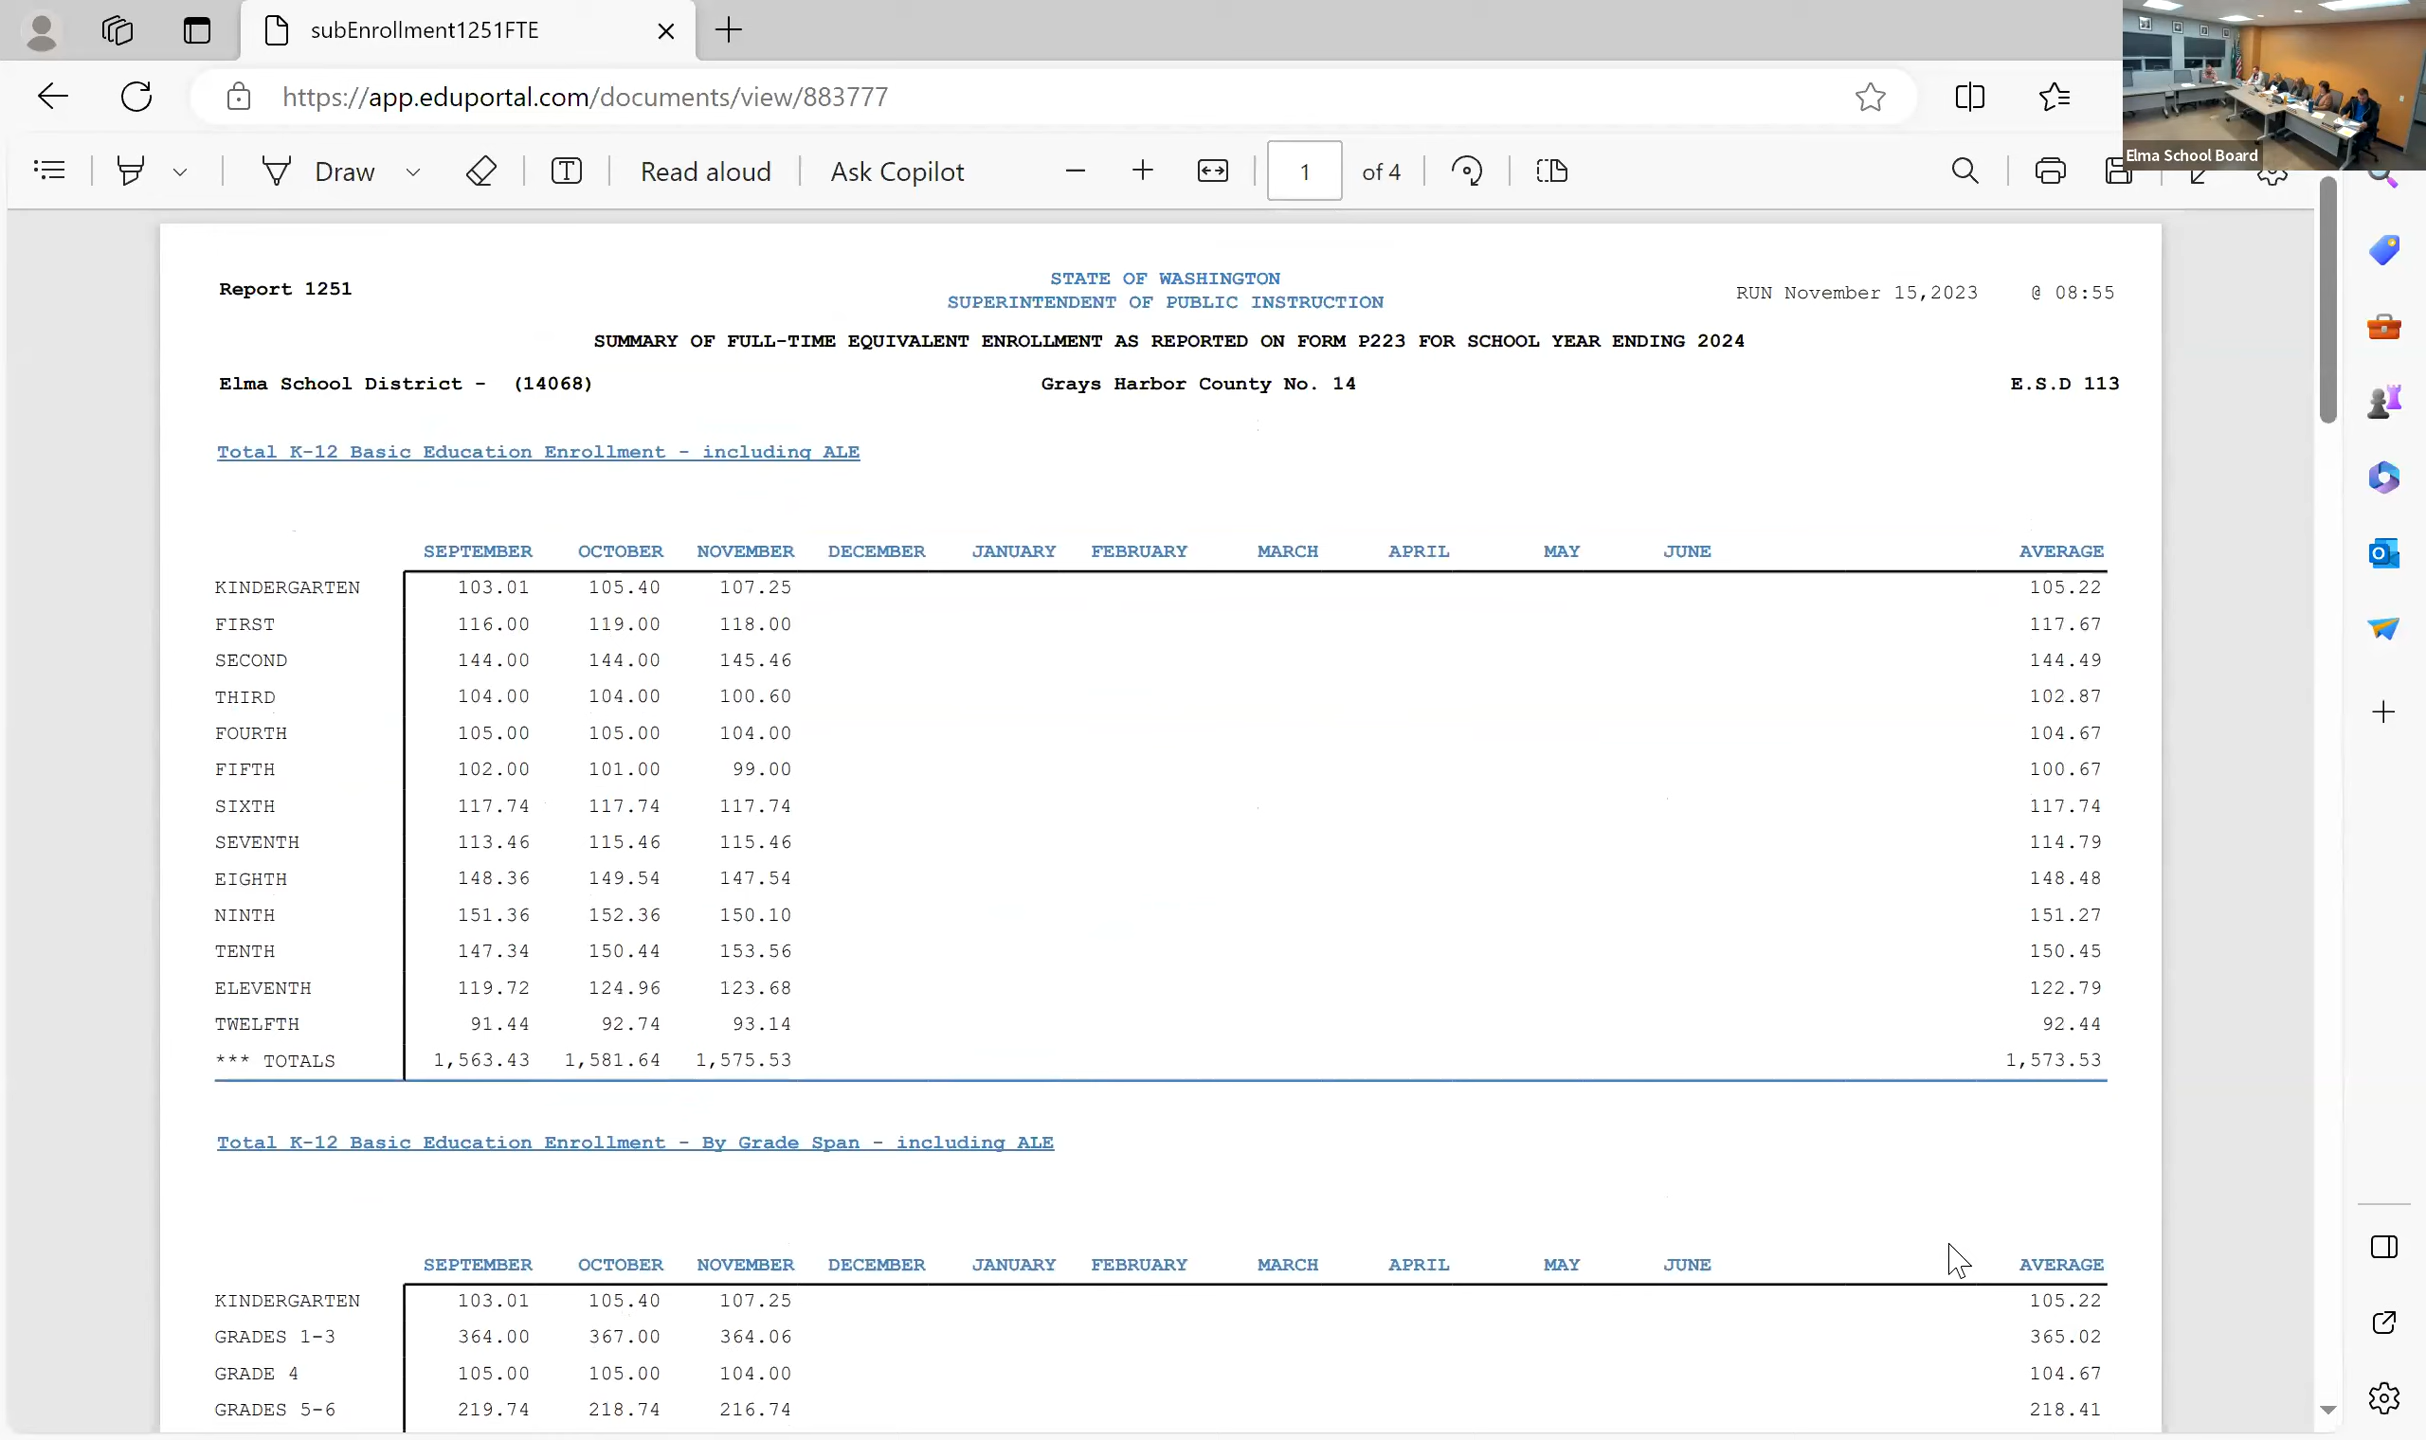 subEnrollment1251FTE
https://app.eduportal.com/documents/view/883777
Elma School Board
Draw
Read aloud
Ask Copilot
1 of 4
Report 1251
STATE OF WASHINGTON
SUPERINTENDENT OF PUBLIC INSTRUCTION
RUN November 15,2023 @ 08:55
SUMMARY OF FULL-TIME EQUIVALENT ENROLLMENT AS REPORTED ON FORM P223 FOR SCHOOL YEAR ENDING 2024
Elma School District - (14068) Grays Harbor County No. 14 E.S.D 113
Total K-12 Basic Education Enrollment - including ALE
SEPTEMBER OCTOBER NOVEMBER DECEMBER JANUARY FEBRUARY MARCH APRIL MAY JUNE AVERAGE
KINDERGARTEN 103.01 105.40 107.25 105.22
FIRST 116.00 119.00 118.00 117.67
SECOND 144.00 144.00 145.46 144.49
THIRD 104.00 104.00 100.60 102.87
FOURTH 105.00 105.00 104.00 104.67
FIFTH 102.00 101.00 99.00 100.67
SIXTH 117.74 117.74 117.74 117.74
SEVENTH 113.46 115.46 115.46 114.79
EIGHTH 148.36 149.54 147.54 148.48
NINTH 151.36 152.36 150.10 151.27
TENTH 147.34 150.44 153.56 150.45
ELEVENTH 119.72 124.96 123.68 122.79
TWELFTH 91.44 92.74 93.14 92.44
*** TOTALS 1,563.43 1,581.64 1,575.53 1,573.53
Total K-12 Basic Education Enrollment - By Grade Span - including ALE
SEPTEMBER OCTOBER NOVEMBER DECEMBER JANUARY FEBRUARY MARCH APRIL MAY JUNE AVERAGE
KINDERGARTEN 103.01 105.40 107.25 105.22
GRADES 1-3 364.00 367.00 364.06 365.02
GRADE 4 105.00 105.00 104.00 104.67
GRADES 5-6 219.74 218.74 216.74 218.41